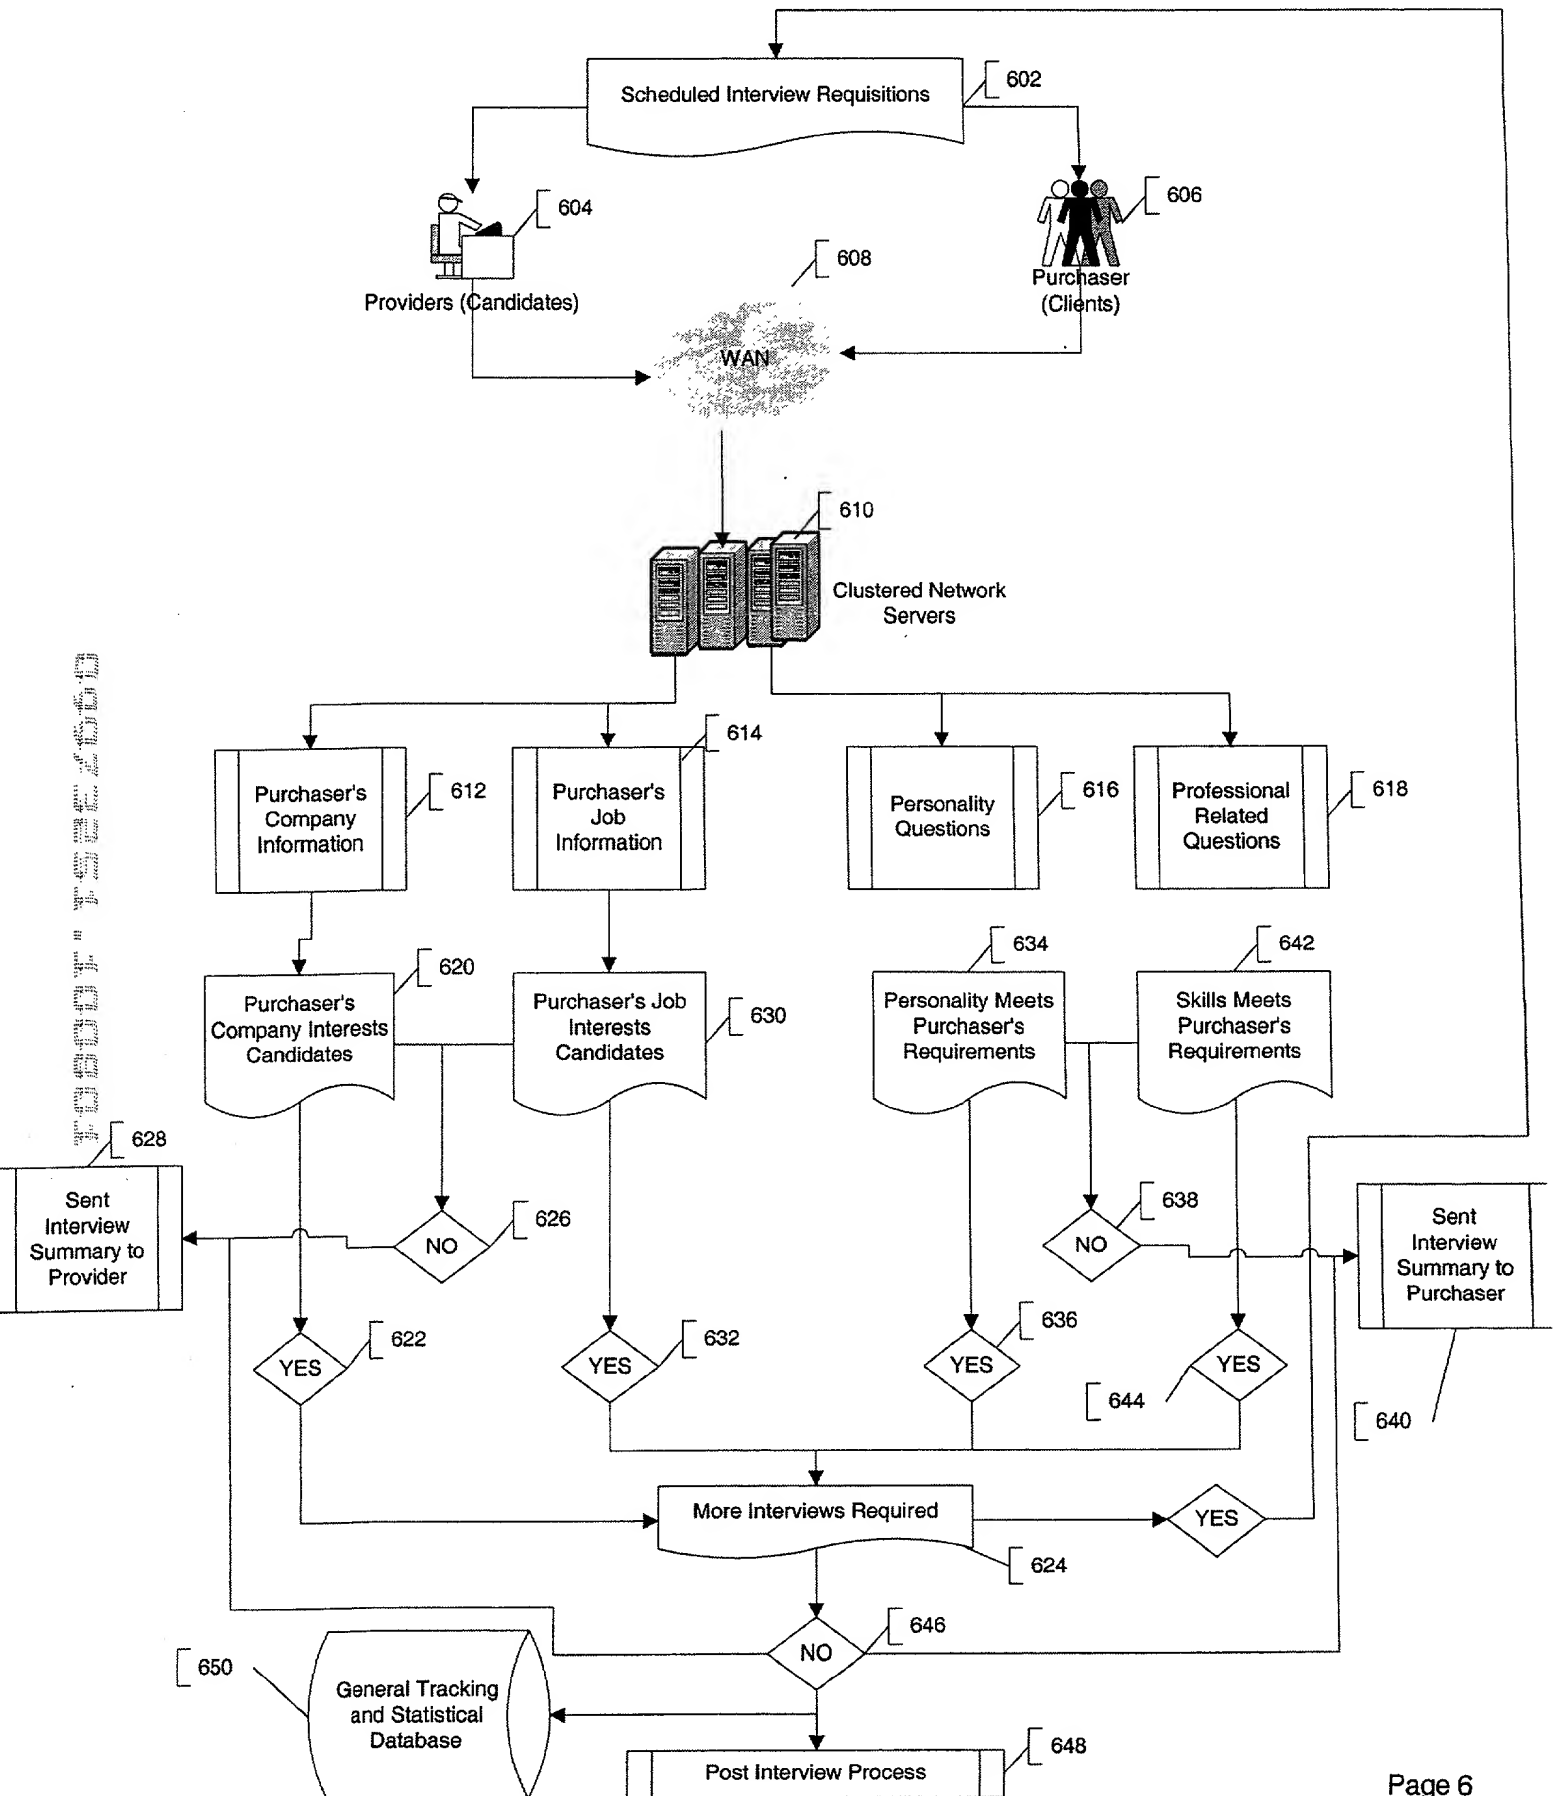 Scheduled Interview Requisitions
602
604
606
608
Providers (Candidates)
Purchaser
(Clients)
WAN
610
Clustered Network
Servers
614
Purchaser's
Company
Information
612
Purchaser's
Job
Information
Personality
Questions
616
Professional
Related
Questions
618
634
642
620
Purchaser's
Company Interests
Candidates
Purchaser's Job
Interests
Candidates
630
Personality Meets
Purchaser's
Requirements
Skills Meets
Purchaser's
Requirements
628
Sent
Interview
Summary to
Provider
NO
626
NO
638
Sent
Interview
Summary to
Purchaser
YES
622
YES
632
YES
636
YES
644
640
More Interviews Required
YES
624
NO
646
650
General Tracking
and Statistical
Database
648
Post Interview Process
Page 6